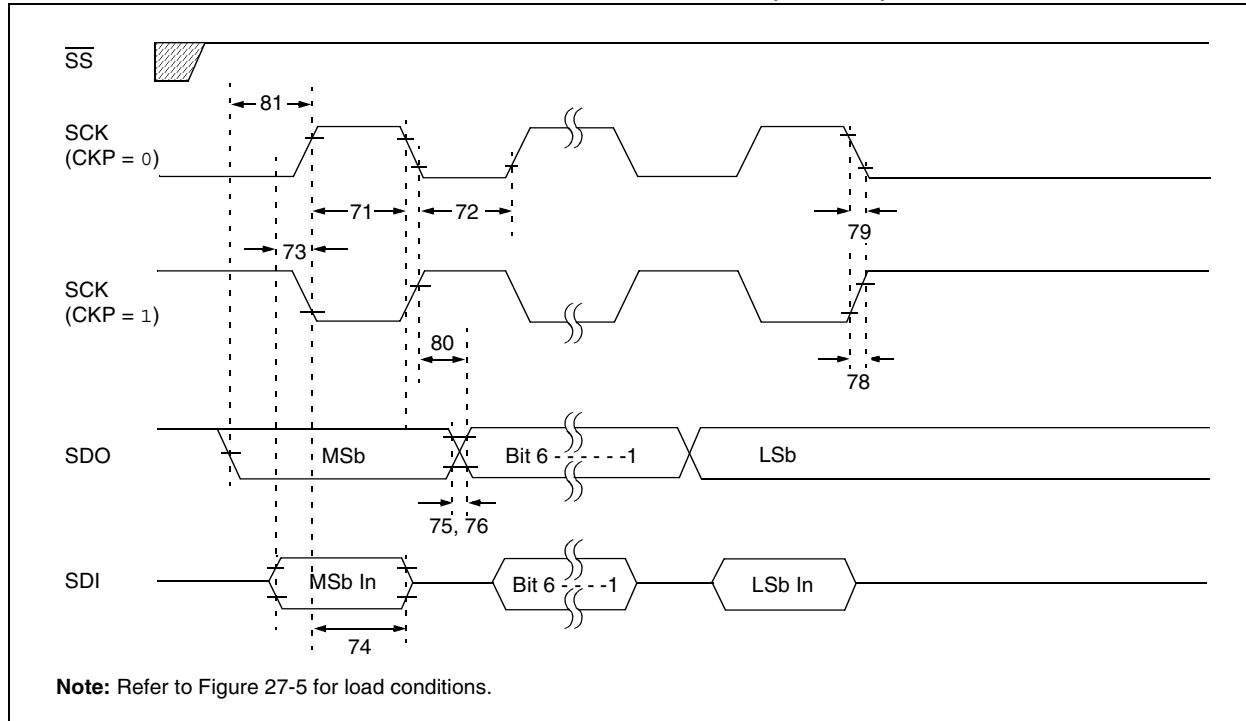 SS
81
SCK
(CKP = 0)
71
72
79
73
SCK
(CKP = 1)
80
78
SDO
MSb
Bit 6 - - - - - - -1
LSb
75, 76
SDI
MSb In
Bit 6 - - - - -1
LSb In
74
Note: Refer to Figure 27-5 for load conditions.